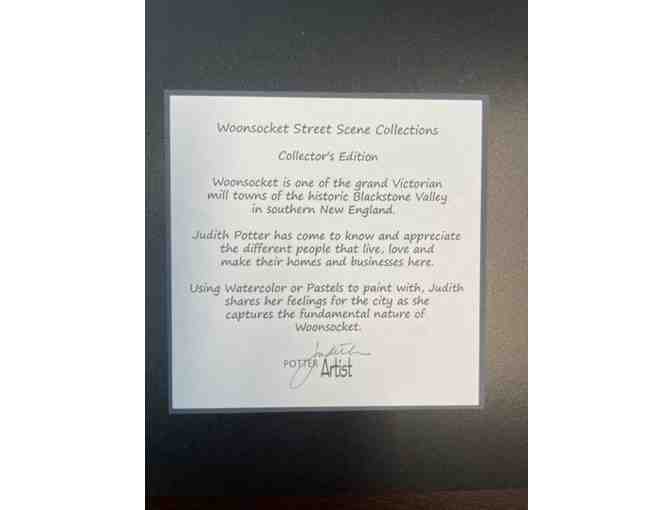 Woonsocket Street Scene Collections
Collector's Edition
Woonsocket is one of the grand Victorian
mill towns of the historic Blackstone Valley
in southern New England.
Judith Potter has come to know and appreciate
the different people that live, love and
make their homes and businesses here.
Using Watercolor or Pastels to paint with, Judith
shares her feelings for the city as she
captures the fundamental nature of
Woonsocket.
Judith
POTTER Artist